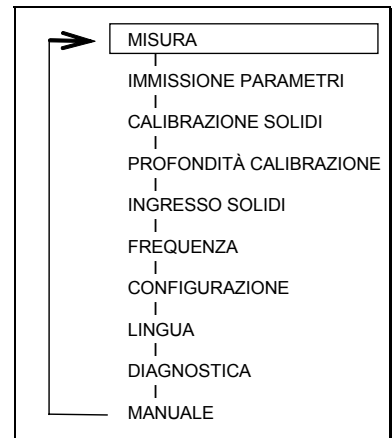 MISURA
IMMISSIONE PARAMETRI
CALIBRAZIONE SOLIDI
PROFONDITÀ CALIBRAZIONE
INGRESSO SOLIDI
FREQUENZA
CONFIGURAZIONE
LINGUA
DIAGNOSTICA
MANUALE